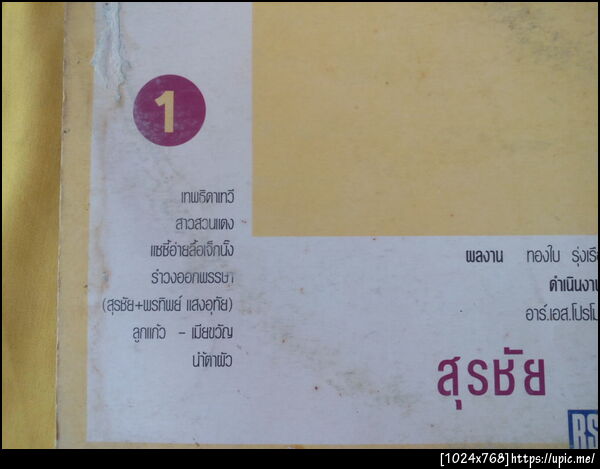 1
เทพธิดาเทวี
สาวสวนแตง
แซซี้อ่ายลื้อเจ็กนั๊ง
รำวงออกพรรษา
(สุรชัย+พรทิพย์ แสงอุทัย)
ลูกแก้ว - เมียขวัญ
น้ำตาผัว
ผลงาน ทองใบ รุ่งเรือ
ดำเนินงาน
อาร์.เอส.โปรโม
สุรชัย
RS
[1024x768]https://upic.me/